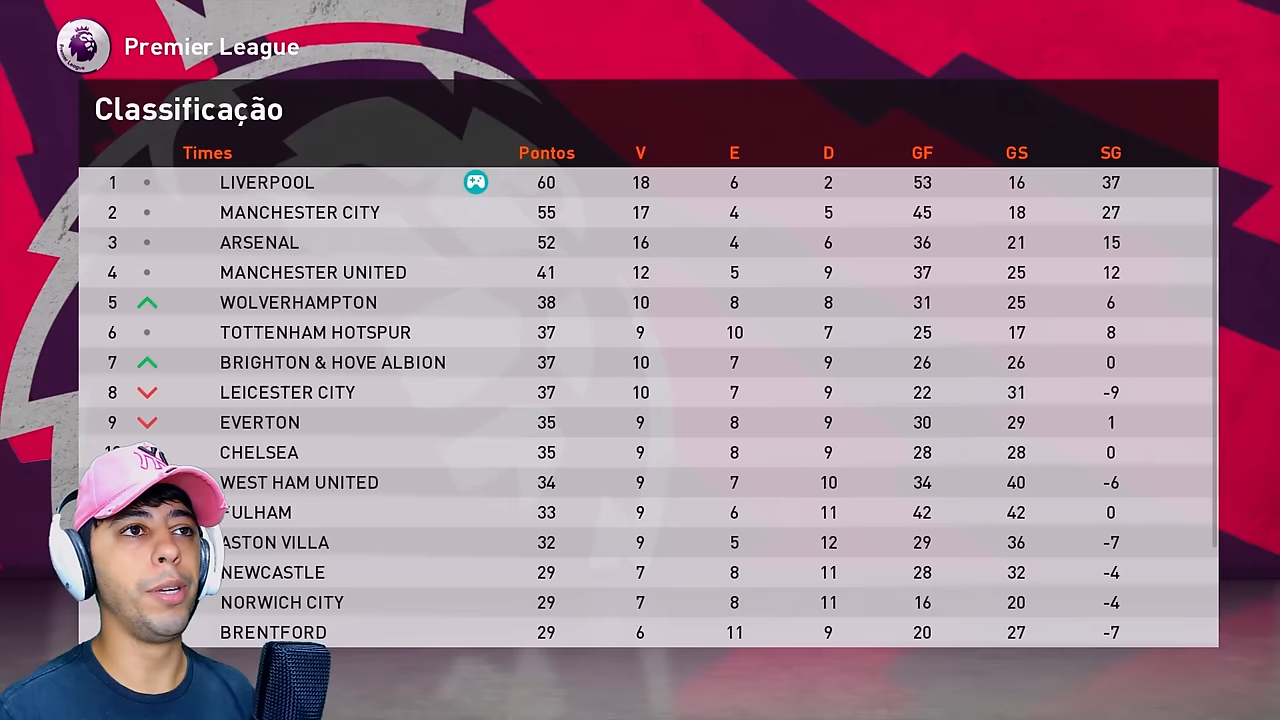 Premier League
Classificação
Times Pontos V E D GF GS SG
1 LIVERPOOL 60 18 6 2 53 16 37
2 MANCHESTER CITY 55 17 4 5 45 18 27
3 ARSENAL 52 16 4 6 36 21 15
4 MANCHESTER UNITED 41 12 5 9 37 25 12
5 WOLVERHAMPTON 38 10 8 8 31 25 6
6 TOTTENHAM HOTSPUR 37 9 10 7 25 17 8
7 BRIGHTON & HOVE ALBION 37 10 7 9 26 26 0
8 LEICESTER CITY 37 10 7 9 22 31 -9
9 EVERTON 35 9 8 9 30 29 1
CHELSEA 35 9 8 9 28 28 0
WEST HAM UNITED 34 9 7 10 34 40 -6
FULHAM 33 9 6 11 42 42 0
ASTON VILLA 32 9 5 12 29 36 -7
NEWCASTLE 29 7 8 11 28 32 -4
NORWICH CITY 29 7 8 11 16 20 -4
BRENTFORD 29 6 11 9 20 27 -7
NY